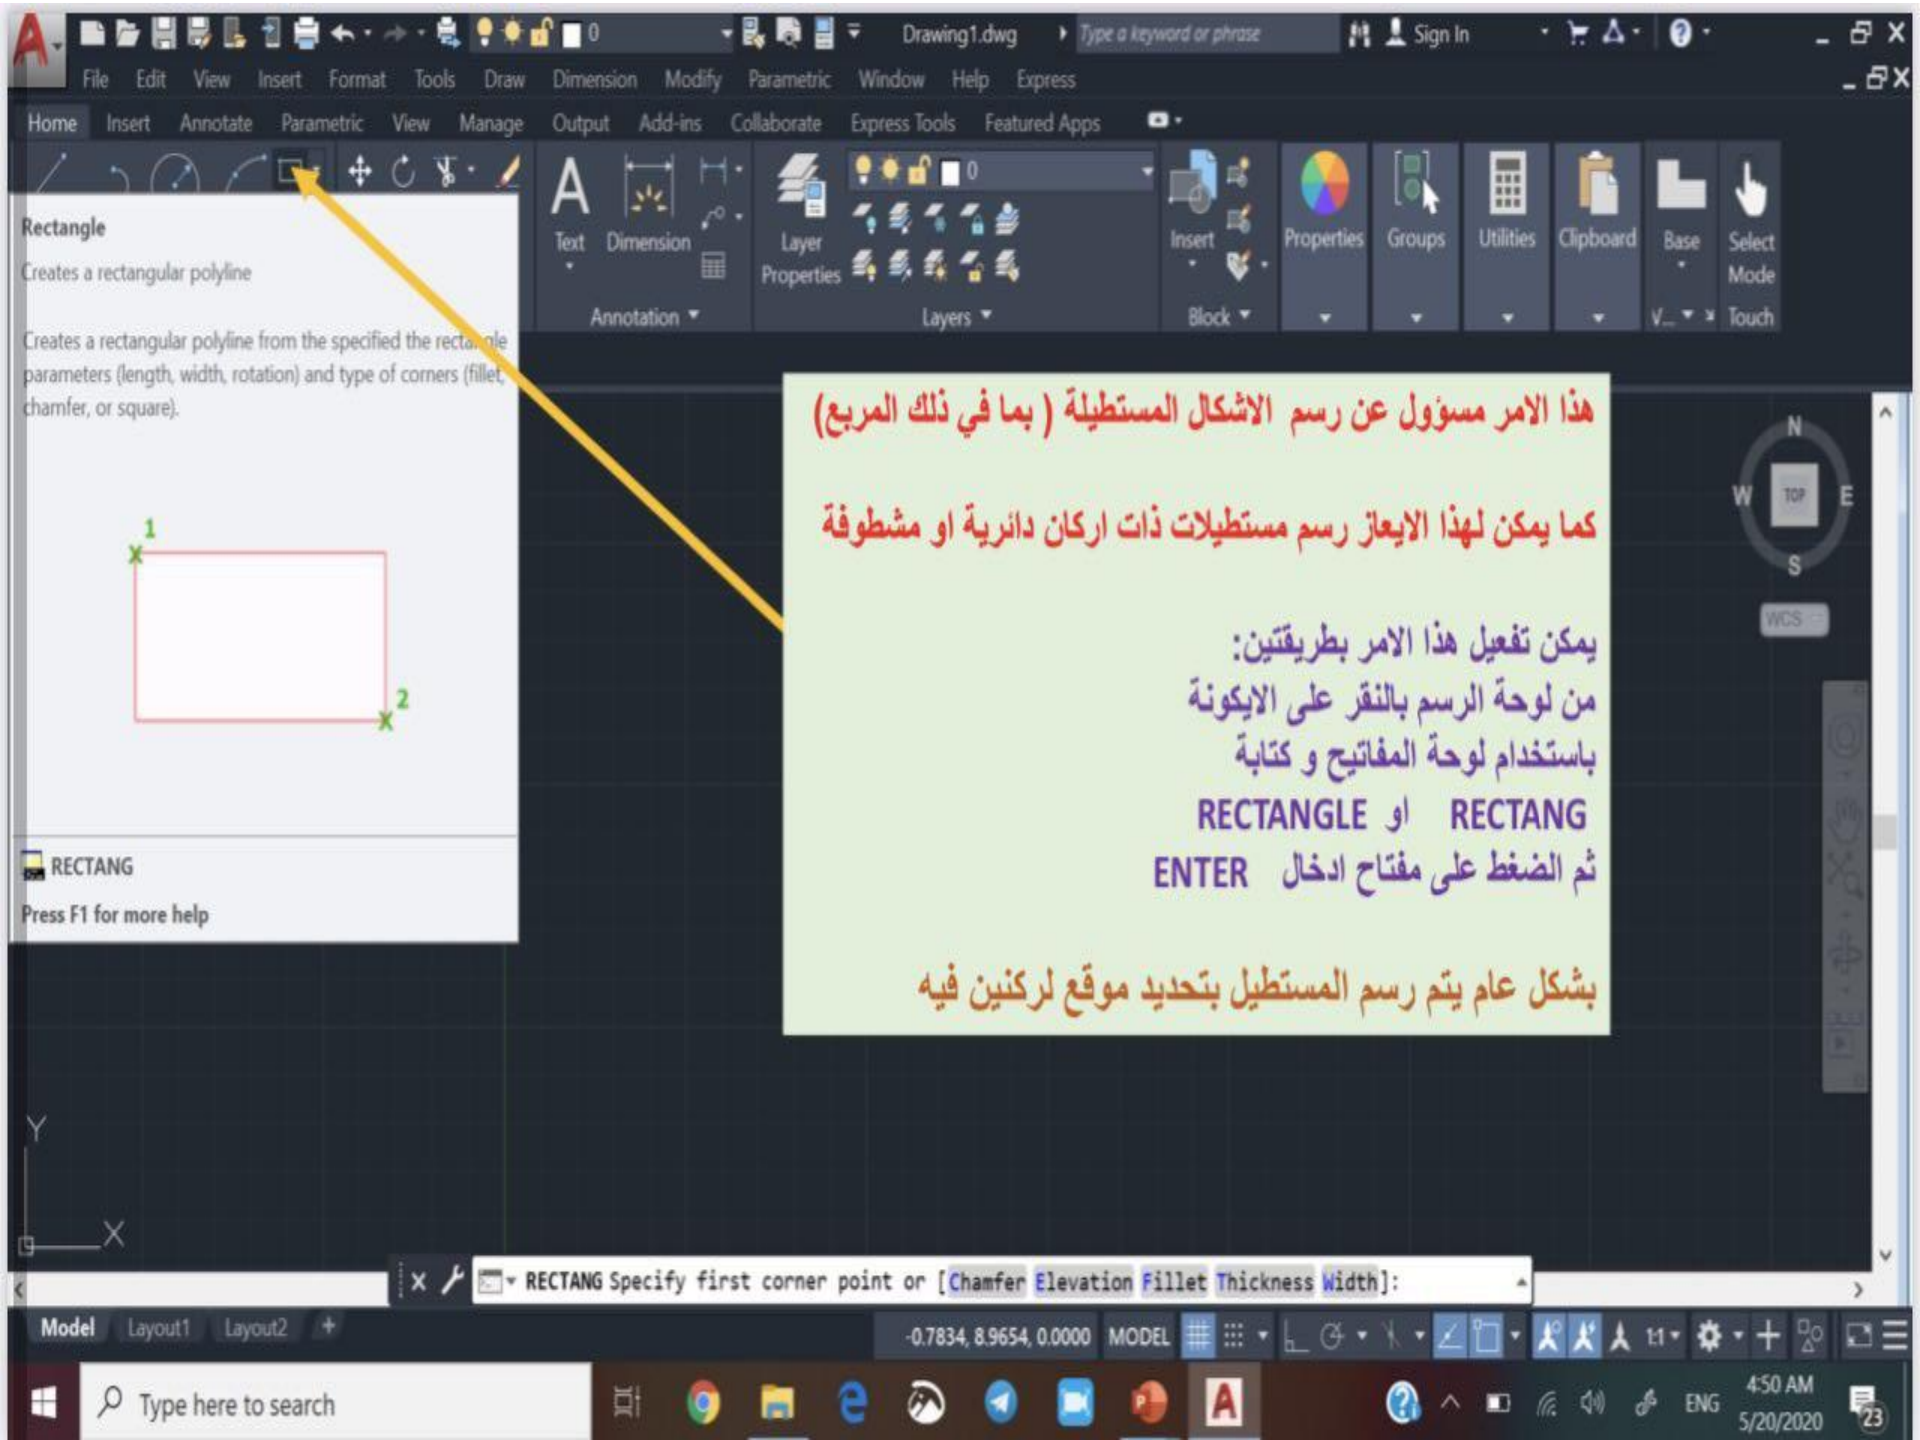 0
Drawing1.dwg
Type a keyword or phrase
Sign In
File Edit View Insert Format Tools Draw Dimension Modify Parametric Window Help Express
Home Insert Annotate Parametric View Manage Output Add-ins Collaborate Express Tools Featured Apps
Text
Dimension
Layer
Properties
0
Insert
Properties
Groups
Utilities
Clipboard
Base
Select
Mode
Annotation
Layers
Block
V...
Touch
Rectangle
Creates a rectangular polyline
Creates a rectangular polyline from the specified the rectangle
parameters (length, width, rotation) and type of corners (fillet,
chamfer, or square).
1
2
RECTANG
Press F1 for more help
هذا الامر مسؤول عن رسم الاشكال المستطيلة ( بما في ذلك المربع)
كما يمكن لهذا الايعاز رسم مستطيلات ذات اركان دائرية او مشطوفة
يمكن تفعيل هذا الامر بطريقتين:
من لوحة الرسم بالنقر على الايكونة
باستخدام لوحة المفاتيح و كتابة
RECTANG او RECTANGLE
ثم الضغط على مفتاح ادخال ENTER
بشكل عام يتم رسم المستطيل بتحديد موقع لركنين فيه
N
W TOP E
S
WCS
Y
X
RECTANG Specify first corner point or [Chamfer Elevation Fillet Thickness Width]:
Model Layout1 Layout2 +
-0.7834, 8.9654, 0.0000 MODEL
1:1
Type here to search
ENG
4:50 AM
5/20/2020
23